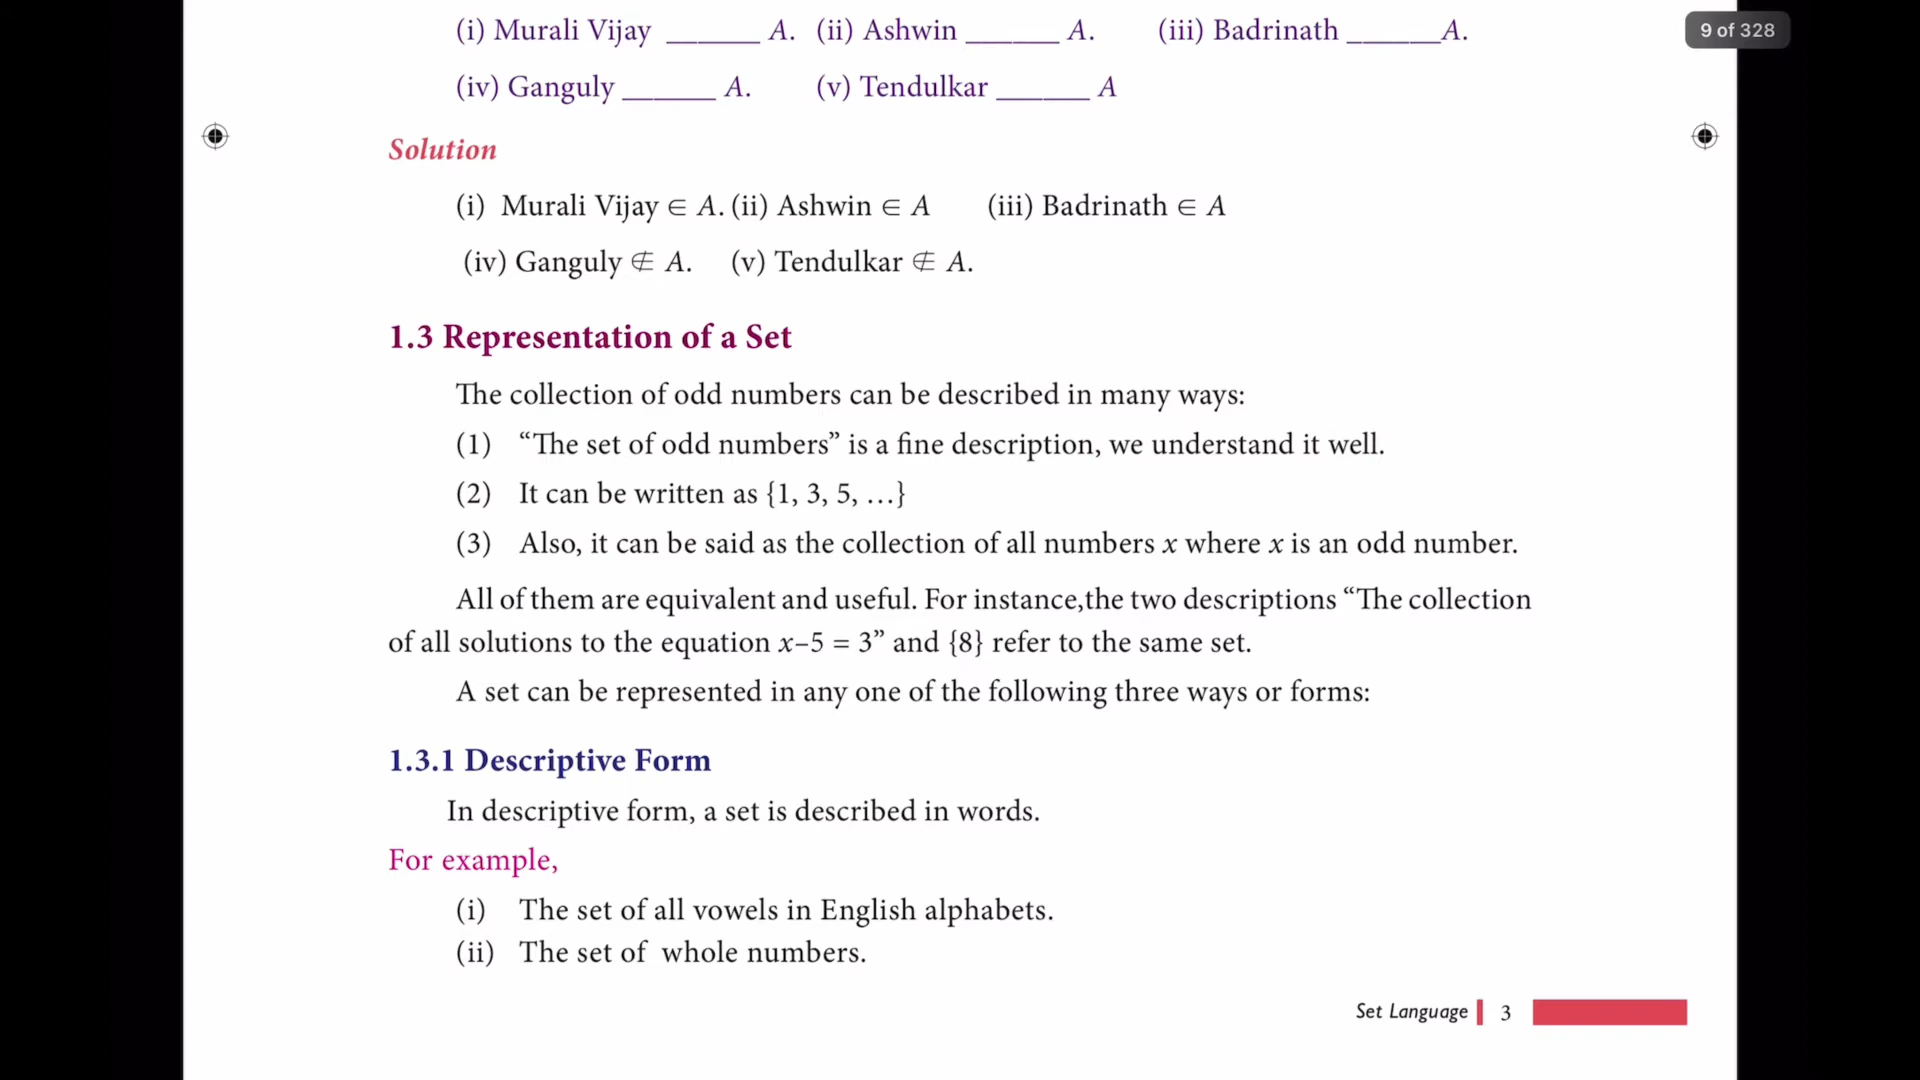 (i) Murali Vijay ______ A. (ii) Ashwin ______ A. (iii) Badrinath ______A.
9 of 328
(iv) Ganguly ______ A. (v) Tendulkar ______ A
Solution
(i) Murali Vijay ∈ A. (ii) Ashwin ∈ A (iii) Badrinath ∈ A
(iv) Ganguly ∉ A. (v) Tendulkar ∉ A.
1.3 Representation of a Set
The collection of odd numbers can be described in many ways:
(1) “The set of odd numbers” is a fine description, we understand it well.
(2) It can be written as {1, 3, 5, …}
(3) Also, it can be said as the collection of all numbers x where x is an odd number.
All of them are equivalent and useful. For instance,the two descriptions “The collection
of all solutions to the equation x–5 = 3” and {8} refer to the same set.
A set can be represented in any one of the following three ways or forms:
1.3.1 Descriptive Form
In descriptive form, a set is described in words.
For example,
(i) The set of all vowels in English alphabets.
(ii) The set of whole numbers.
Set Language 3